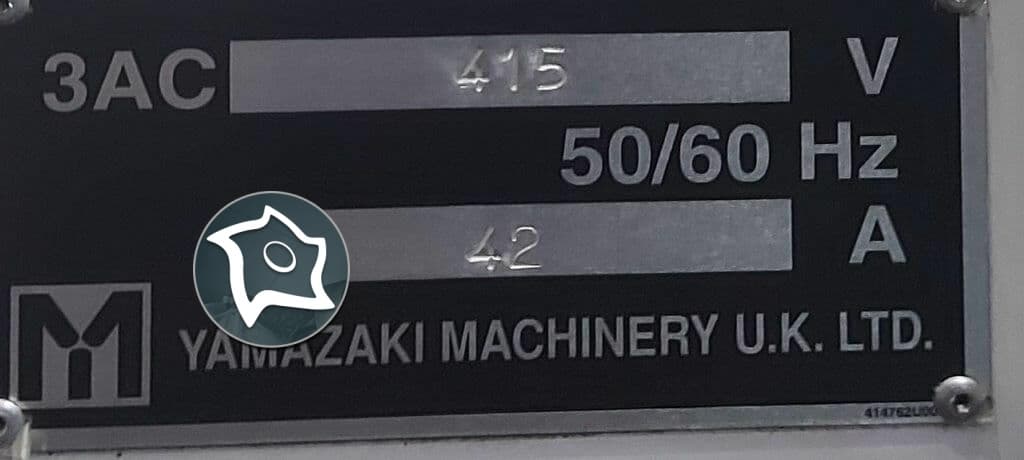 3AC 415 V
50/60 Hz
42 A
YAMAZAKI MACHINERY U.K. LTD.